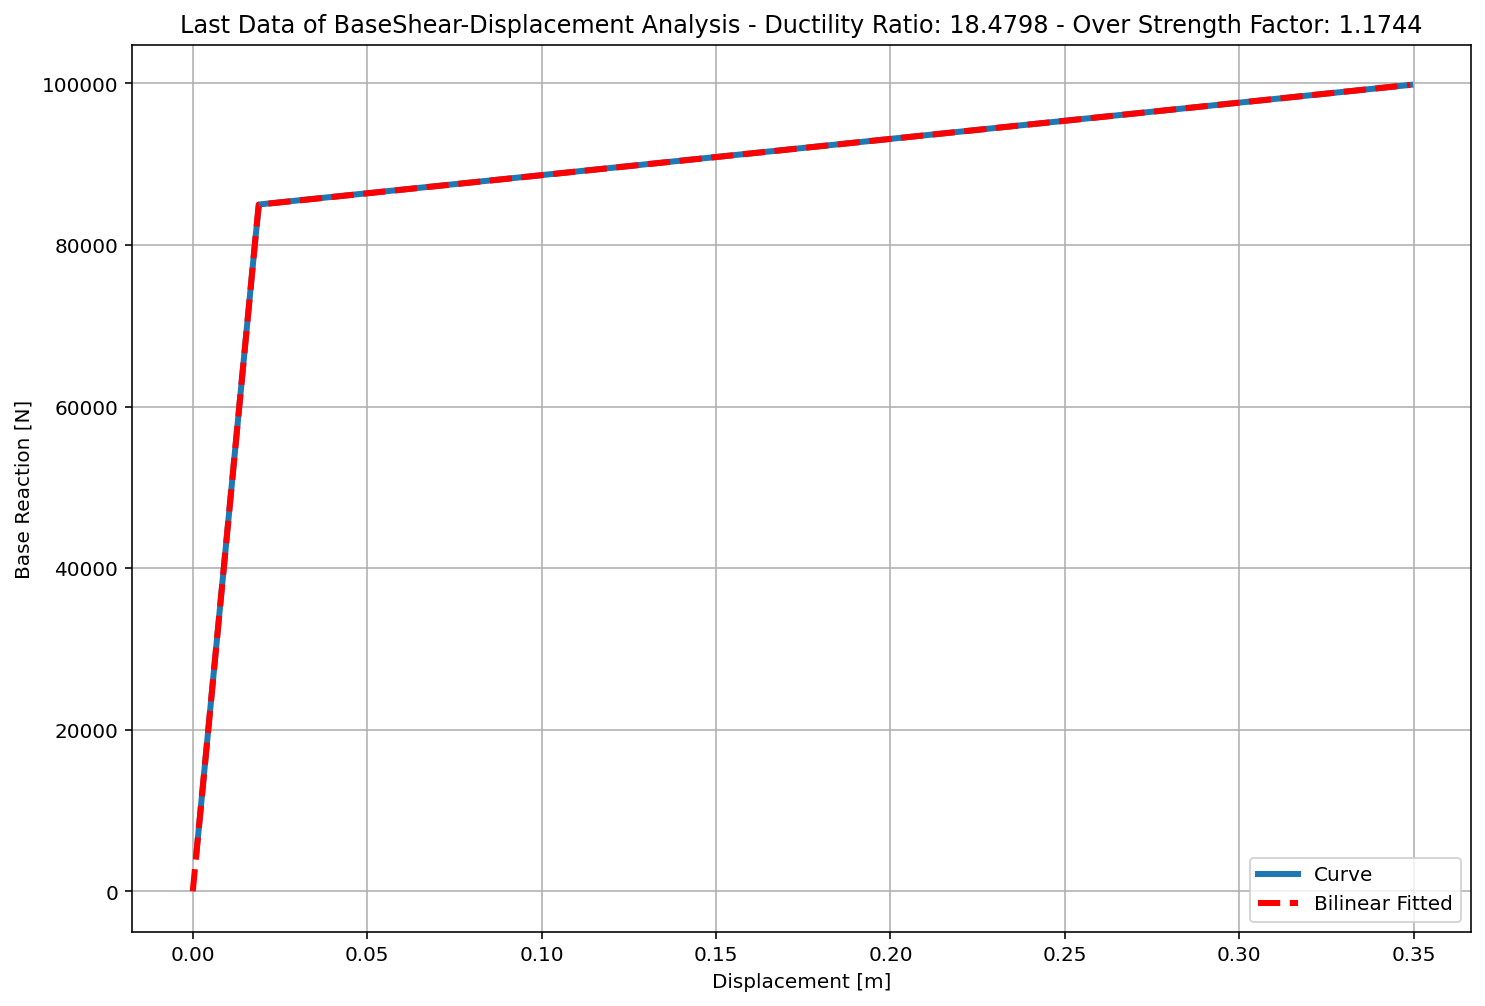 Last Data of BaseShear-Displacement Analysis - Ductility Ratio: 18.4798 - Over Strength Factor: 1.1744
100000
80000
60000
40000
20000
0
Base Reaction [N]
0.00 0.05 0.10 0.15 0.20 0.25 0.30 0.35
Displacement [m]
Curve
Bilinear Fitted